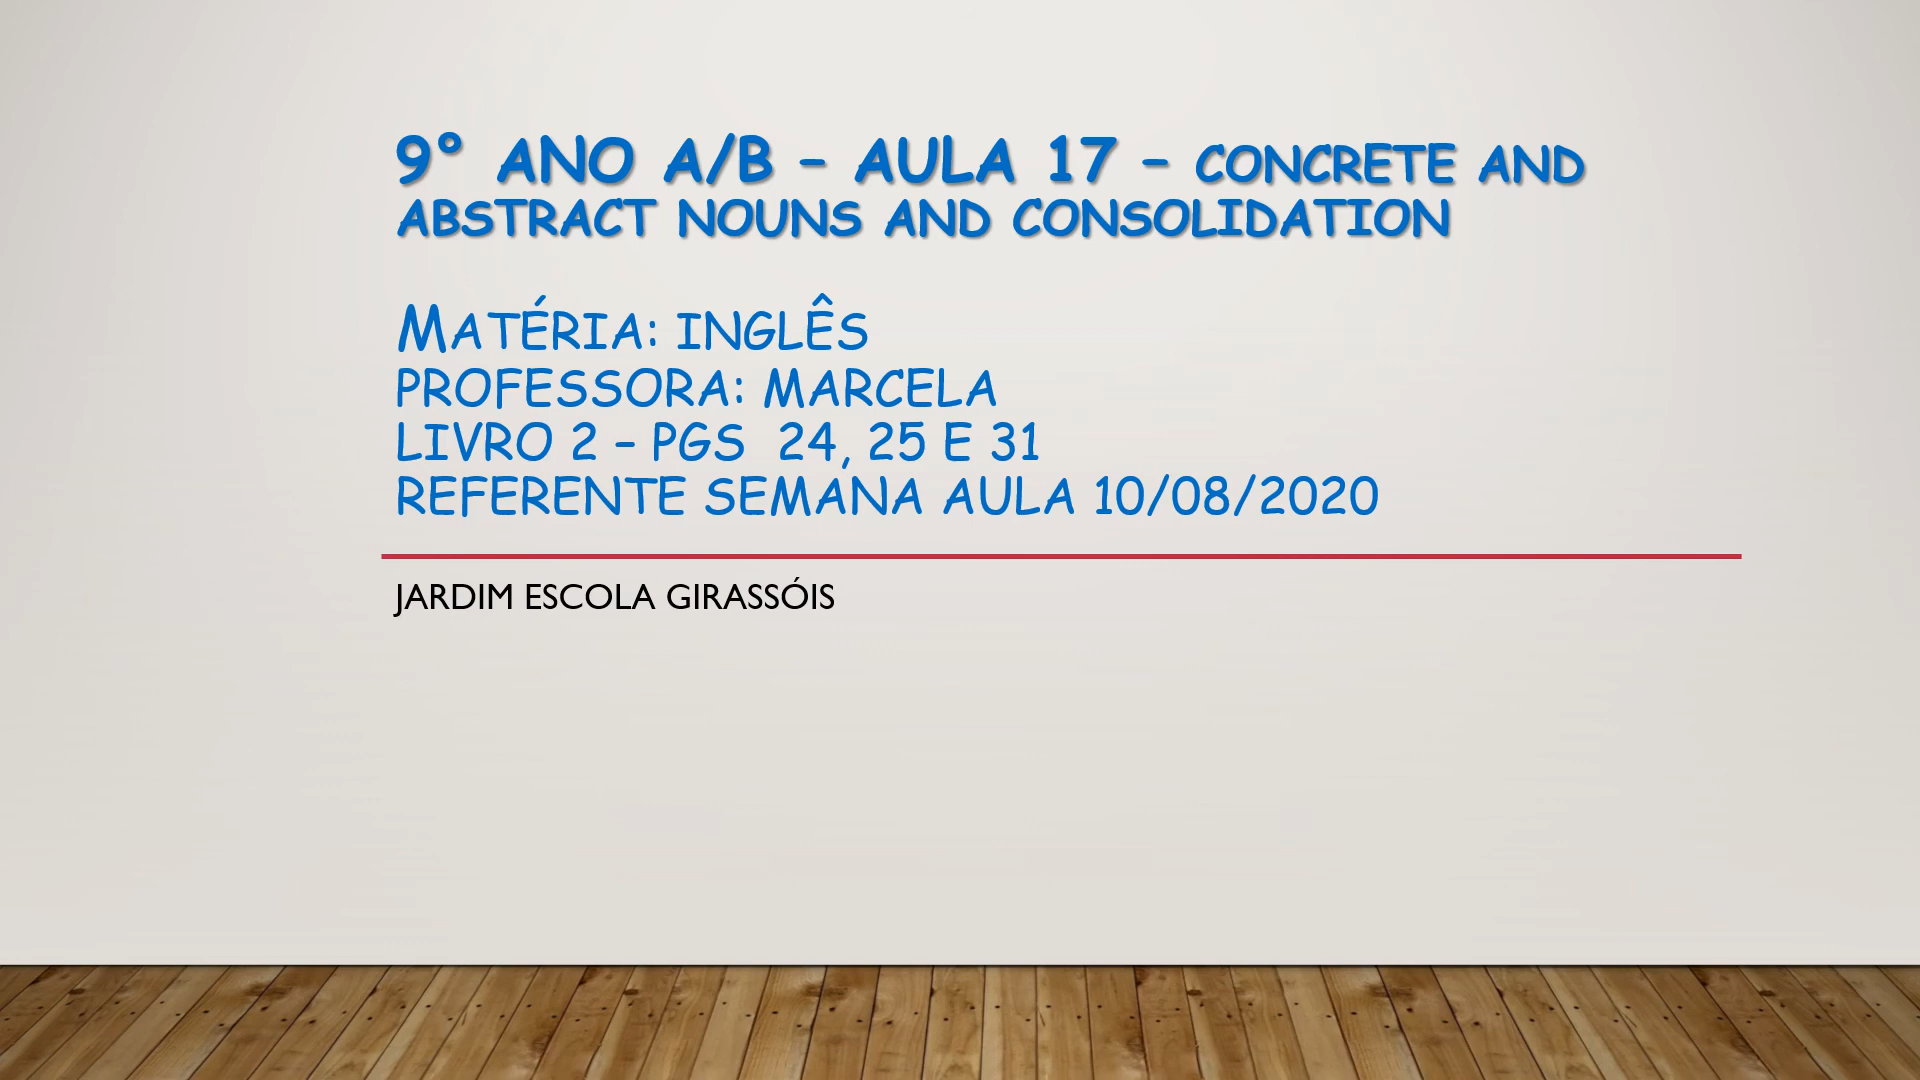 9° ANO A/B – AULA 17 – CONCRETE AND
ABSTRACT NOUNS AND CONSOLIDATION
MATÉRIA: INGLÊS
PROFESSORA: MARCELA
LIVRO 2 – PGS 24, 25 E 31
REFERENTE SEMANA AULA 10/08/2020
JARDIM ESCOLA GIRASSÓIS